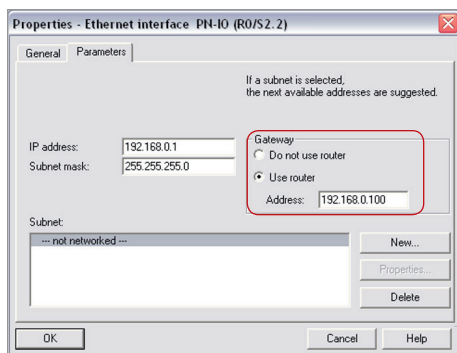 Properties - Ethernet interface PN-IO (R0/S2.2)
General
Parameters
If a subnet is selected,
the next available addresses are suggested.
IP address:
192.168.0.1
Subnet mask:
255.255.255.0
Gateway
Do not use router
Use router
Address:
192.168.0.100
Subnet:
--- not networked ---
New...
Properties...
Delete
OK
Cancel
Help